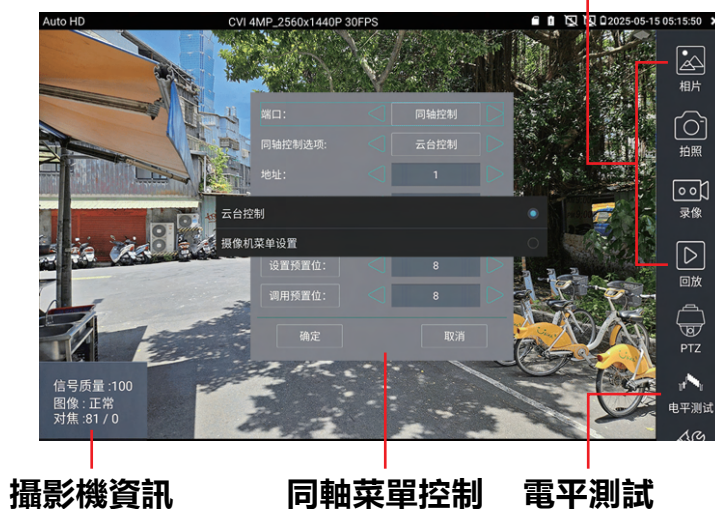 Auto HD
CVI 4MP_2560x1440P 30FPS
2025-05-15 05:15:50
端口:
同轴控制
同轴控制选项:
云台控制
地址:
1
云台控制
摄像机菜单设置
设置预置位:
8
调用预置位:
8
确定
取消
信号质量 :100
图像 : 正常
对焦 :81 / 0
相片
拍照
录像
回放
PTZ
电平测试
攝影機資訊
同軸菜單控制
電平測試